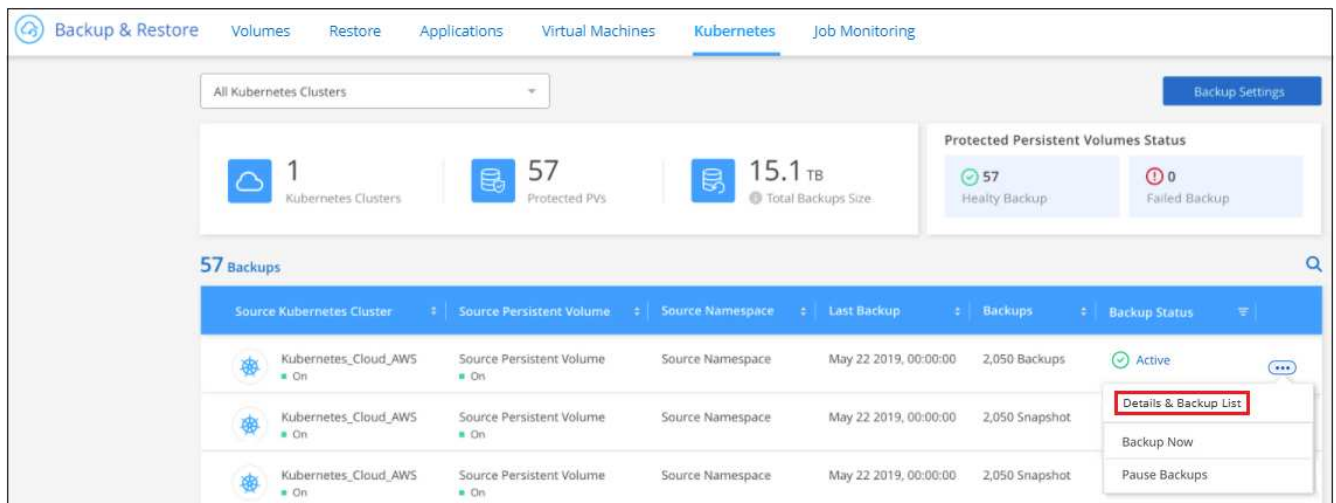 Backup & Restore Volumes Restore Applications Virtual Machines Kubernetes Job Monitoring
All Kubernetes Clusters
Backup Settings
1
Kubernetes Clusters
57
Protected PVs
15.1 TB
Total Backups Size
Protected Persistent Volumes Status
57
Healty Backup
0
Failed Backup
57 Backups
Source Kubernetes Cluster Source Persistent Volume Source Namespace Last Backup Backups Backup Status
Kubernetes_Cloud_AWS Source Persistent Volume Source Namespace May 22 2019, 00:00:00 2,050 Backups Active
On On
Details & Backup List
Kubernetes_Cloud_AWS Source Persistent Volume Source Namespace May 22 2019, 00:00:00 2,050 Snapshot
On On
Backup Now
Kubernetes_Cloud_AWS Source Persistent Volume Source Namespace May 22 2019, 00:00:00 2,050 Snapshot
Pause Backups
On On